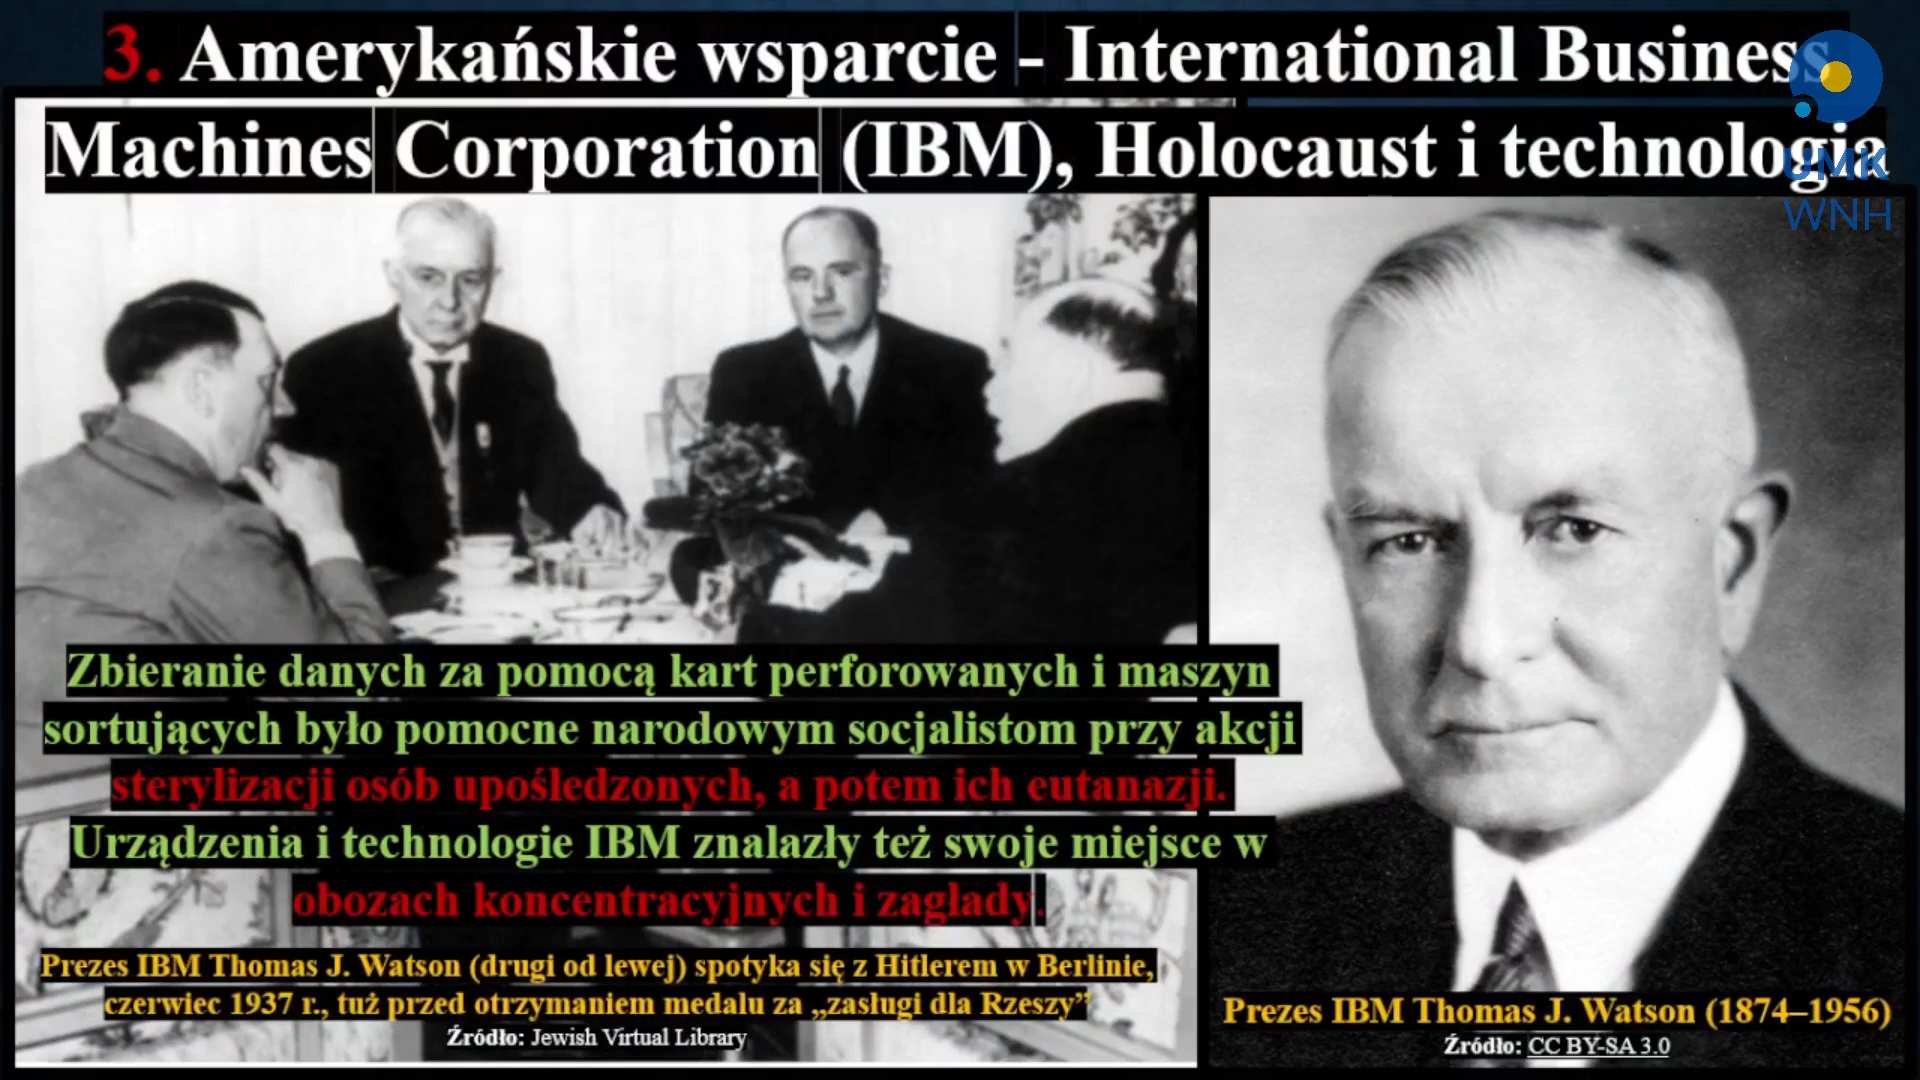 3. Amerykańskie wsparcie - International Business
Machines Corporation (IBM), Holocaust i technologia
UMK
WNH
Zbieranie danych za pomocą kart perforowanych i maszyn
sortujących było pomocne narodowym socjalistom przy akcji
sterylizacji osób upośledzonych, a potem ich eutanazji.
Urządzenia i technologie IBM znalazły też swoje miejsce w
obozach koncentracyjnych i zagłady.
Prezes IBM Thomas J. Watson (drugi od lewej) spotyka się z Hitlerem w Berlinie,
czerwiec 1937 r., tuż przed otrzymaniem medalu za „zasługi dla Rzeszy”
Źródło: Jewish Virtual Library
Prezes IBM Thomas J. Watson (1874–1956)
Źródło: CC BY-SA 3.0